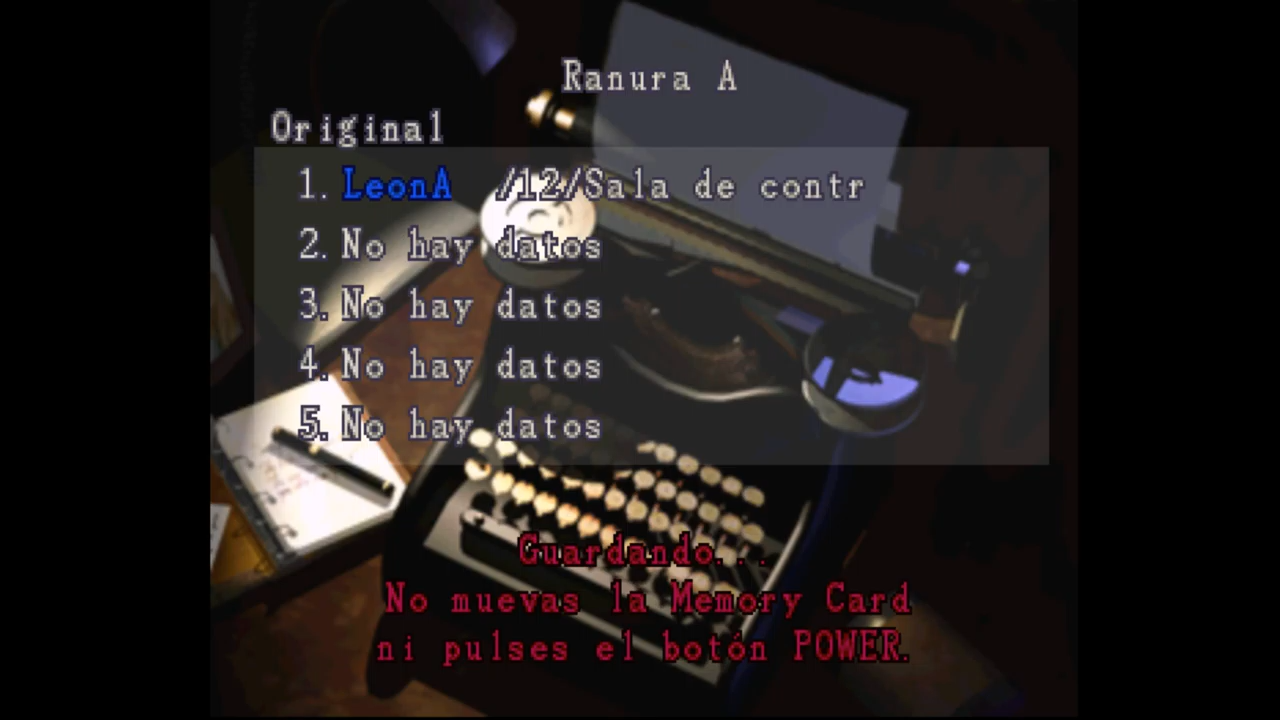 Ranura A
Original
1. LeonA /12/Sala de contr
2. No hay datos
3. No hay datos
4. No hay datos
5. No hay datos
Guardando...
No muevas la Memory Card
ni pulses el botón POWER.